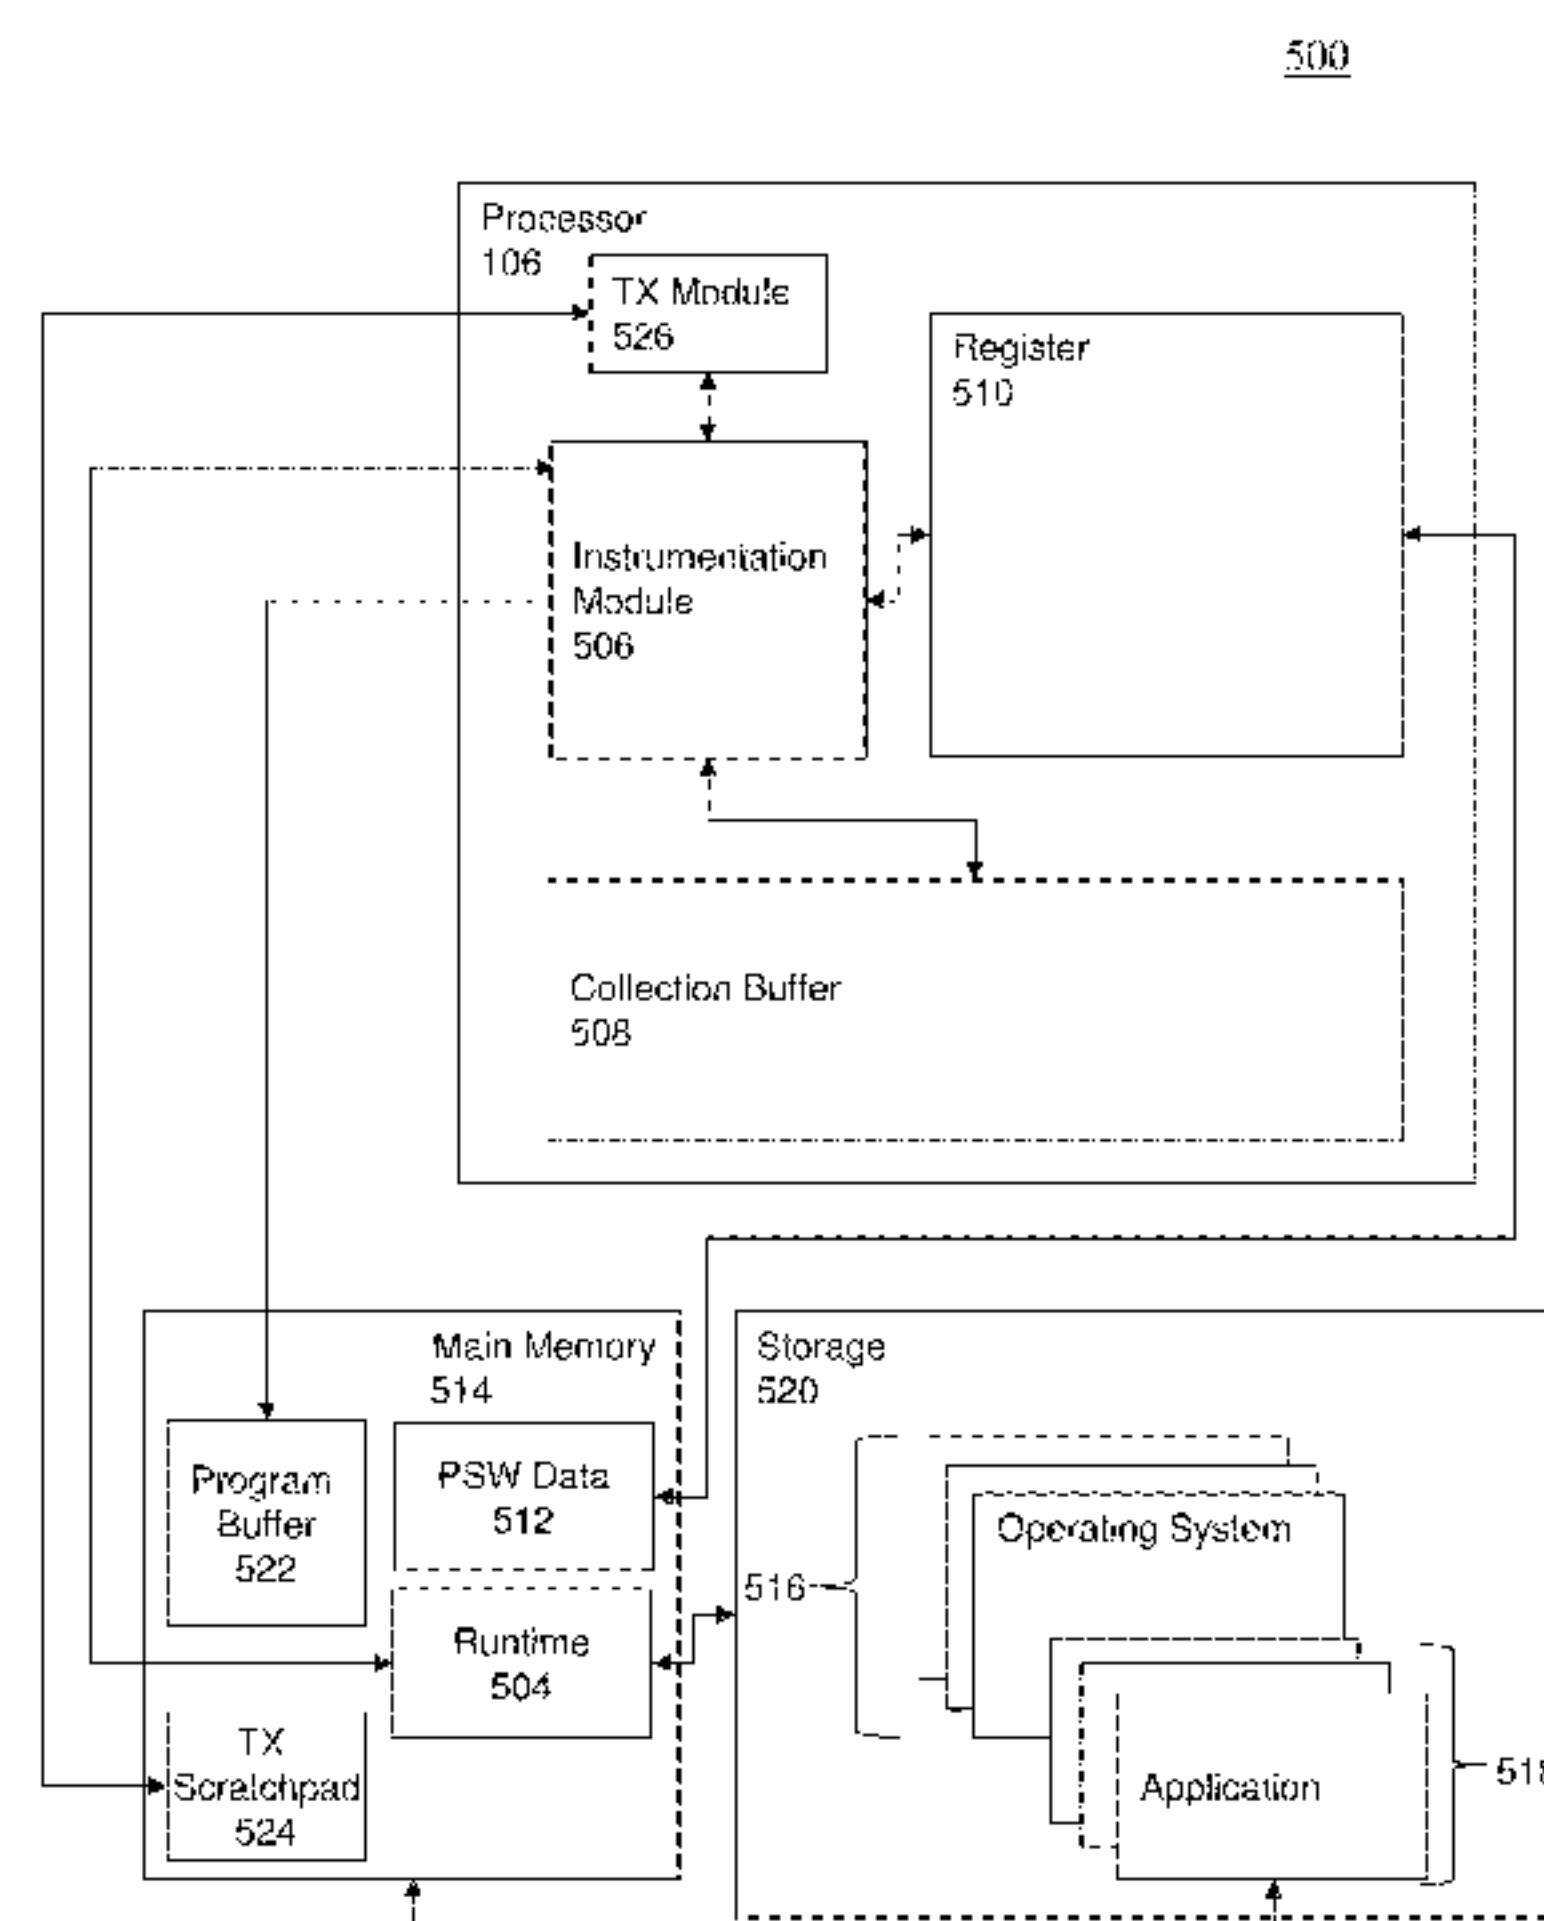 500
Processor
106
TX Module
526
Register
510
Instrumentation
Module
506
Collection Buffer
508
Main Memory
514
Storage
520
Program
Buffer
522
PSW Data
512
Operating System
516
Runtime
504
TX
Scratchpad
524
Application